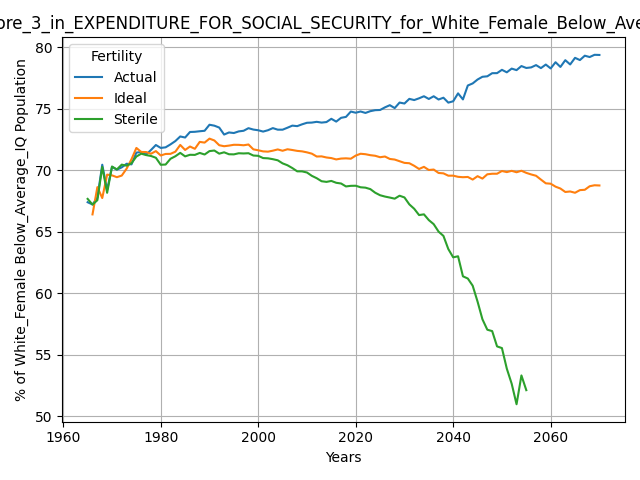 ore_3_in_EXPENDITURE_FOR_SOCIAL_SECURITY_for_White_Female_Below_Ave
% of White_Female Below_Average_IQ Population
80
75
70
65
60
55
50
Fertility
Actual
Ideal
Sterile
1960
1980
2000
2020
2040
2060
Years